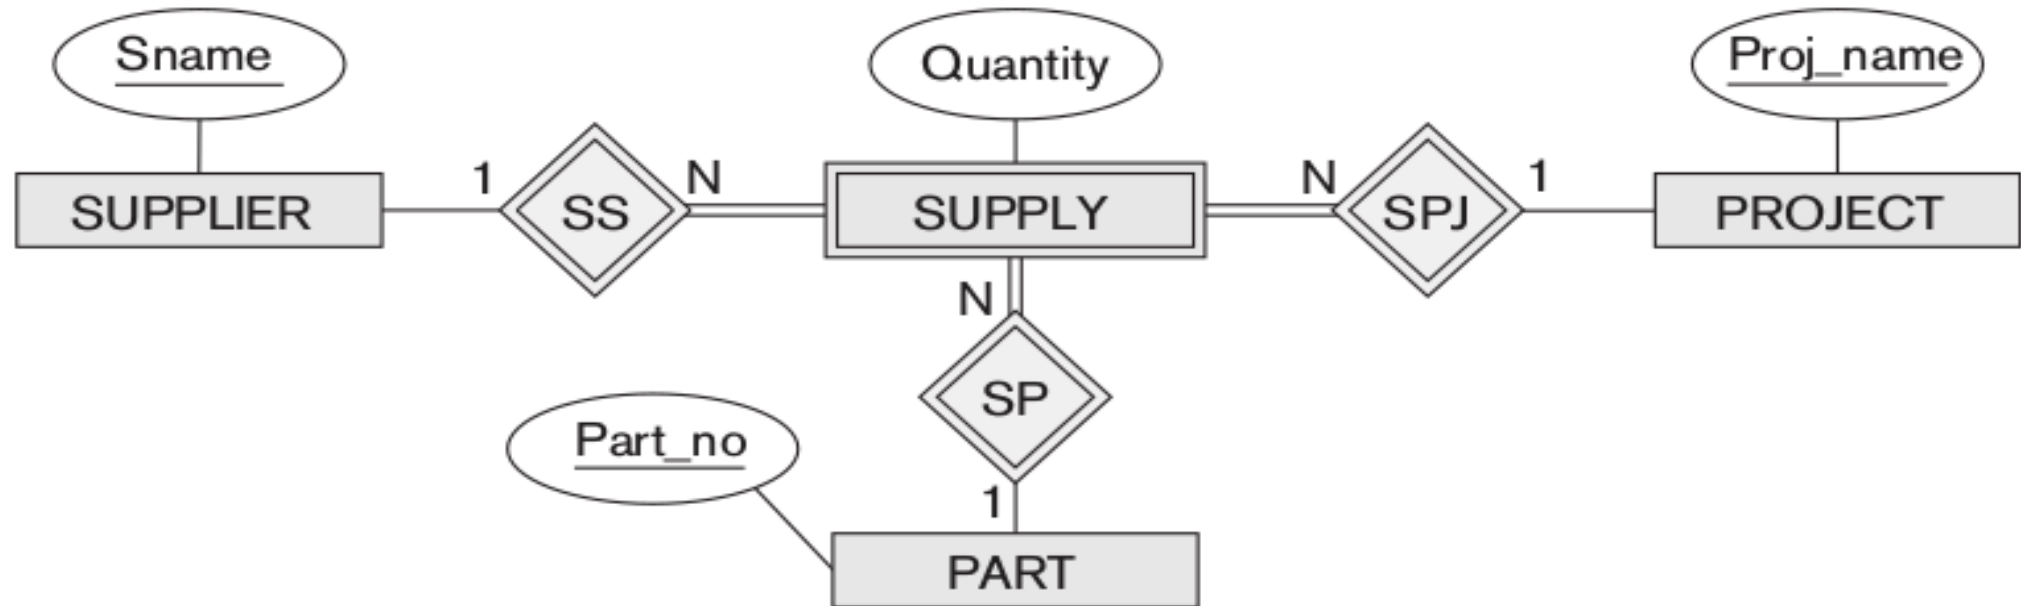 Sname
Quantity
Proj_name
1
N
N
1
SUPPLIER
SS
SUPPLY
SPJ
PROJECT
N
SP
Part_no
1
PART